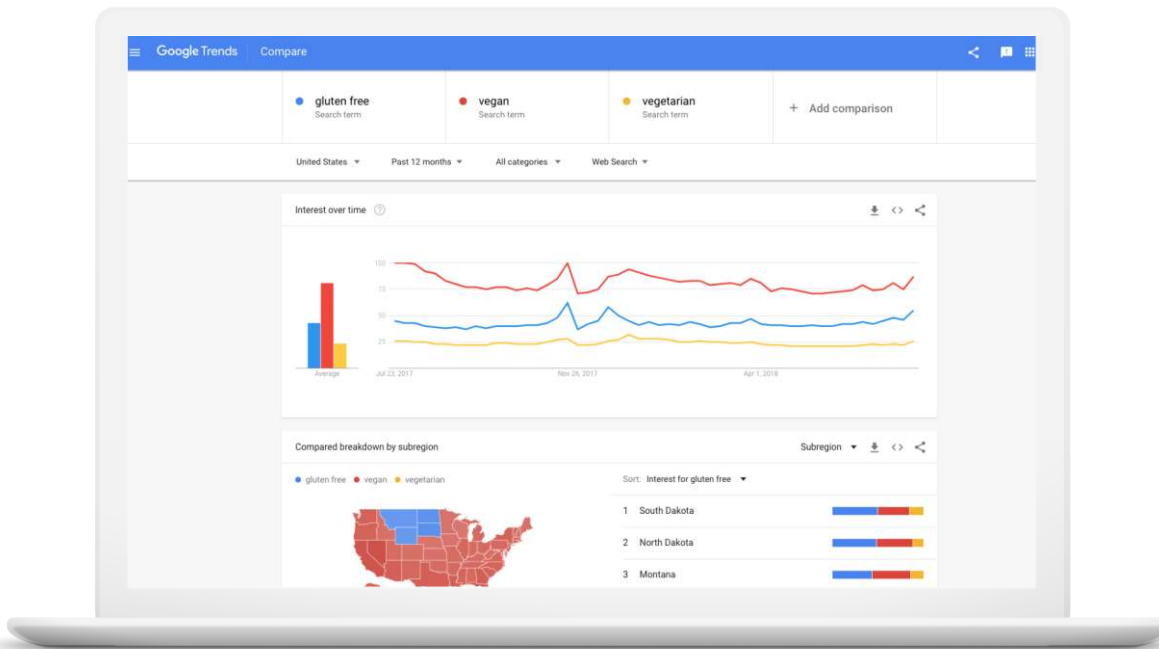 Google Trends Compare
gluten free
Search term
vegan
Search term
vegetarian
Search term
+ Add comparison
United States Past 12 months All categories Web Search
Interest over time ?
100
75
50
25
Average
Jul 23, 2017 Nov 26, 2017 Apr 1, 2018
Compared breakdown by subregion
Subregion
gluten free vegan vegetarian
Sort: Interest for gluten free
1 South Dakota
2 North Dakota
3 Montana